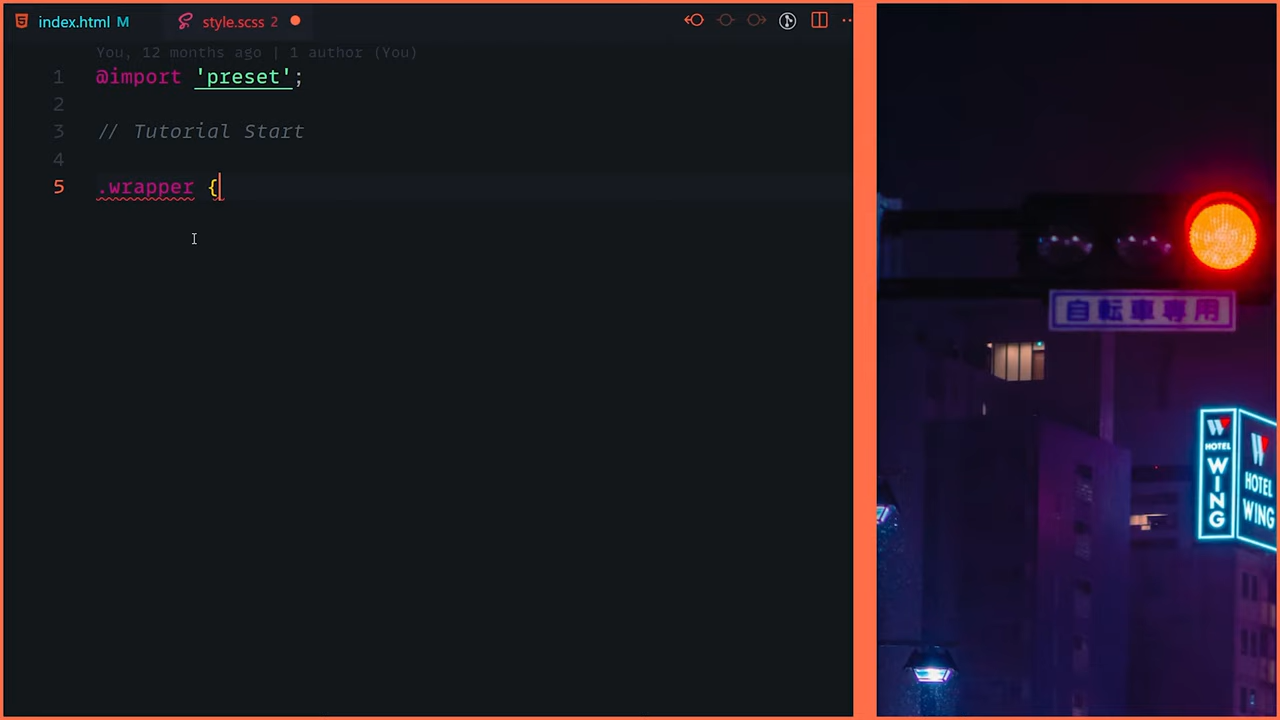 index.html M
style.scss 2
You, 12 months ago | 1 author (You)
1 @import 'preset';
2
3 // Tutorial Start
4
5 .wrapper {
自転車専用
W
HOTEL
WING
W
HOTEL
WING